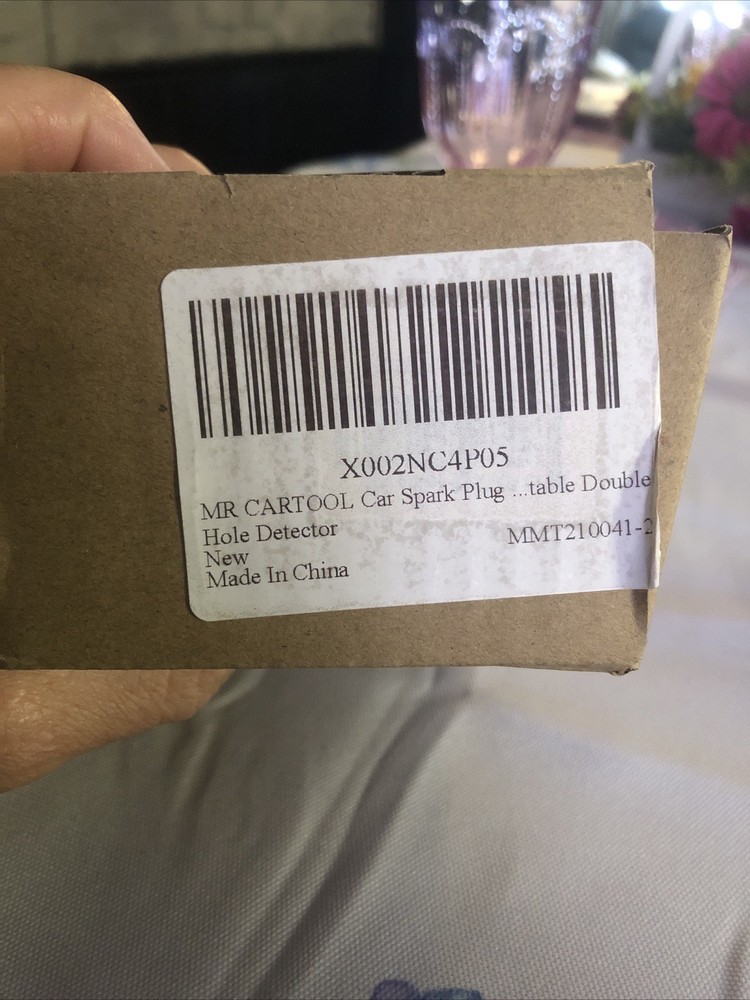 X002NC4P05
MR CARTOOL Car Spark Plug ...table Double
Hole Detector
MMT210041-2
New
Made In China